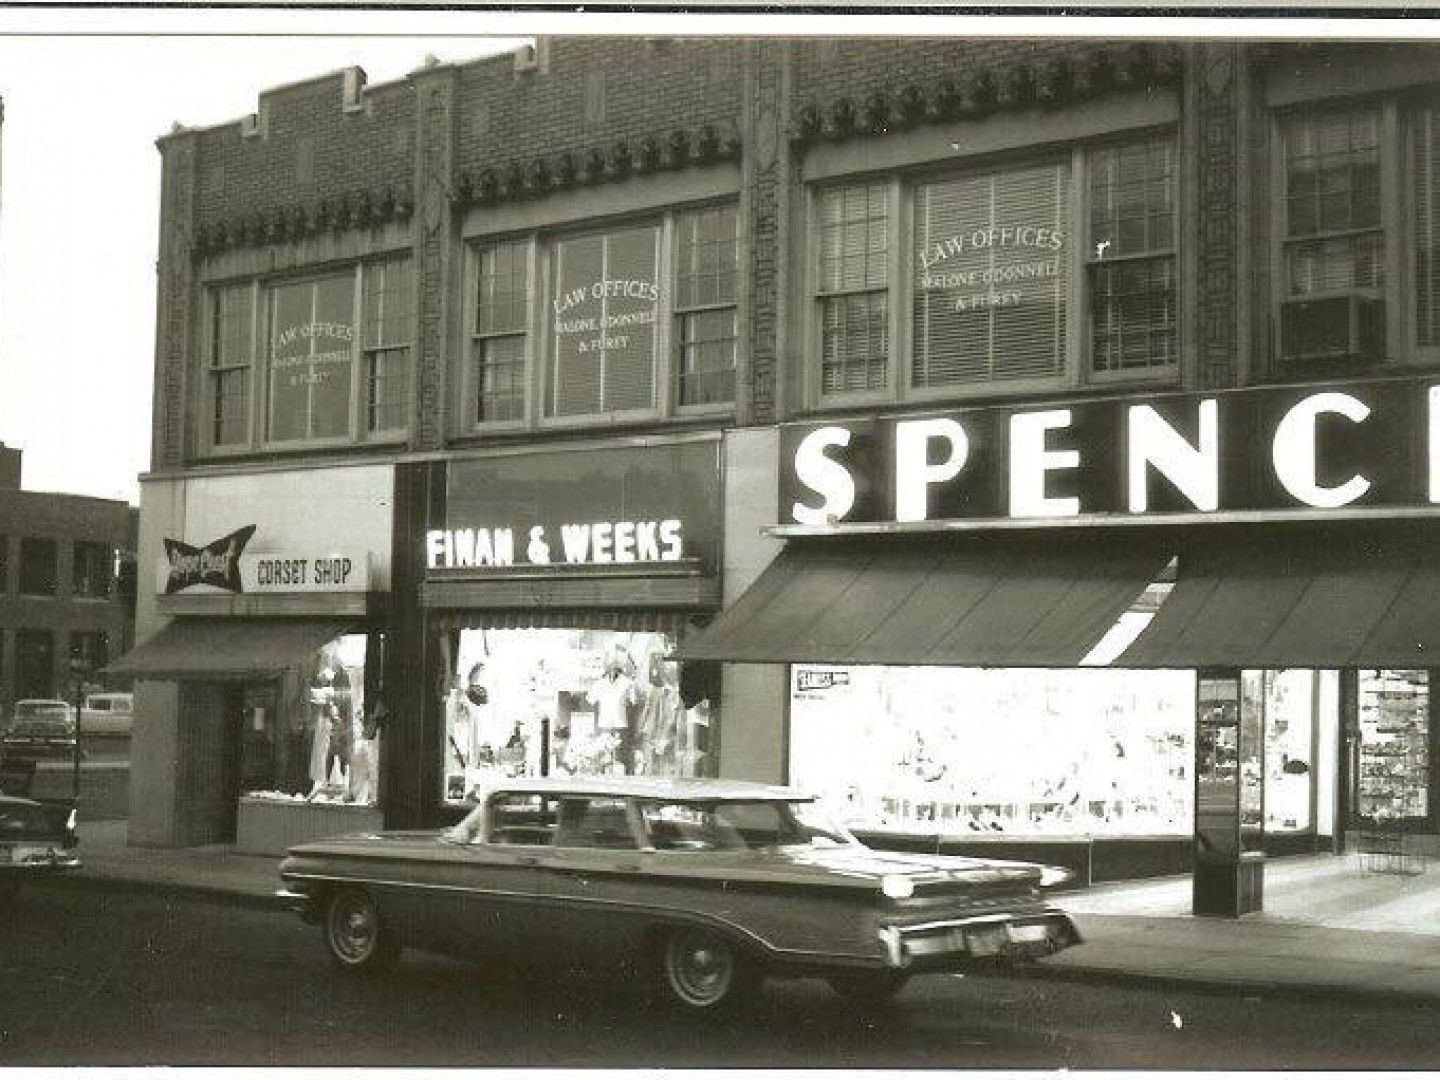 LAW OFFICES
MALONE, O'DONNELL
& FUREY
LAW OFFICES
MALONE, O'DONNELL
& FUREY
LAW OFFICES
MALONE, O'DONNELL
& FUREY
SPENC
FINAN & WEEKS
CORSET SHOP